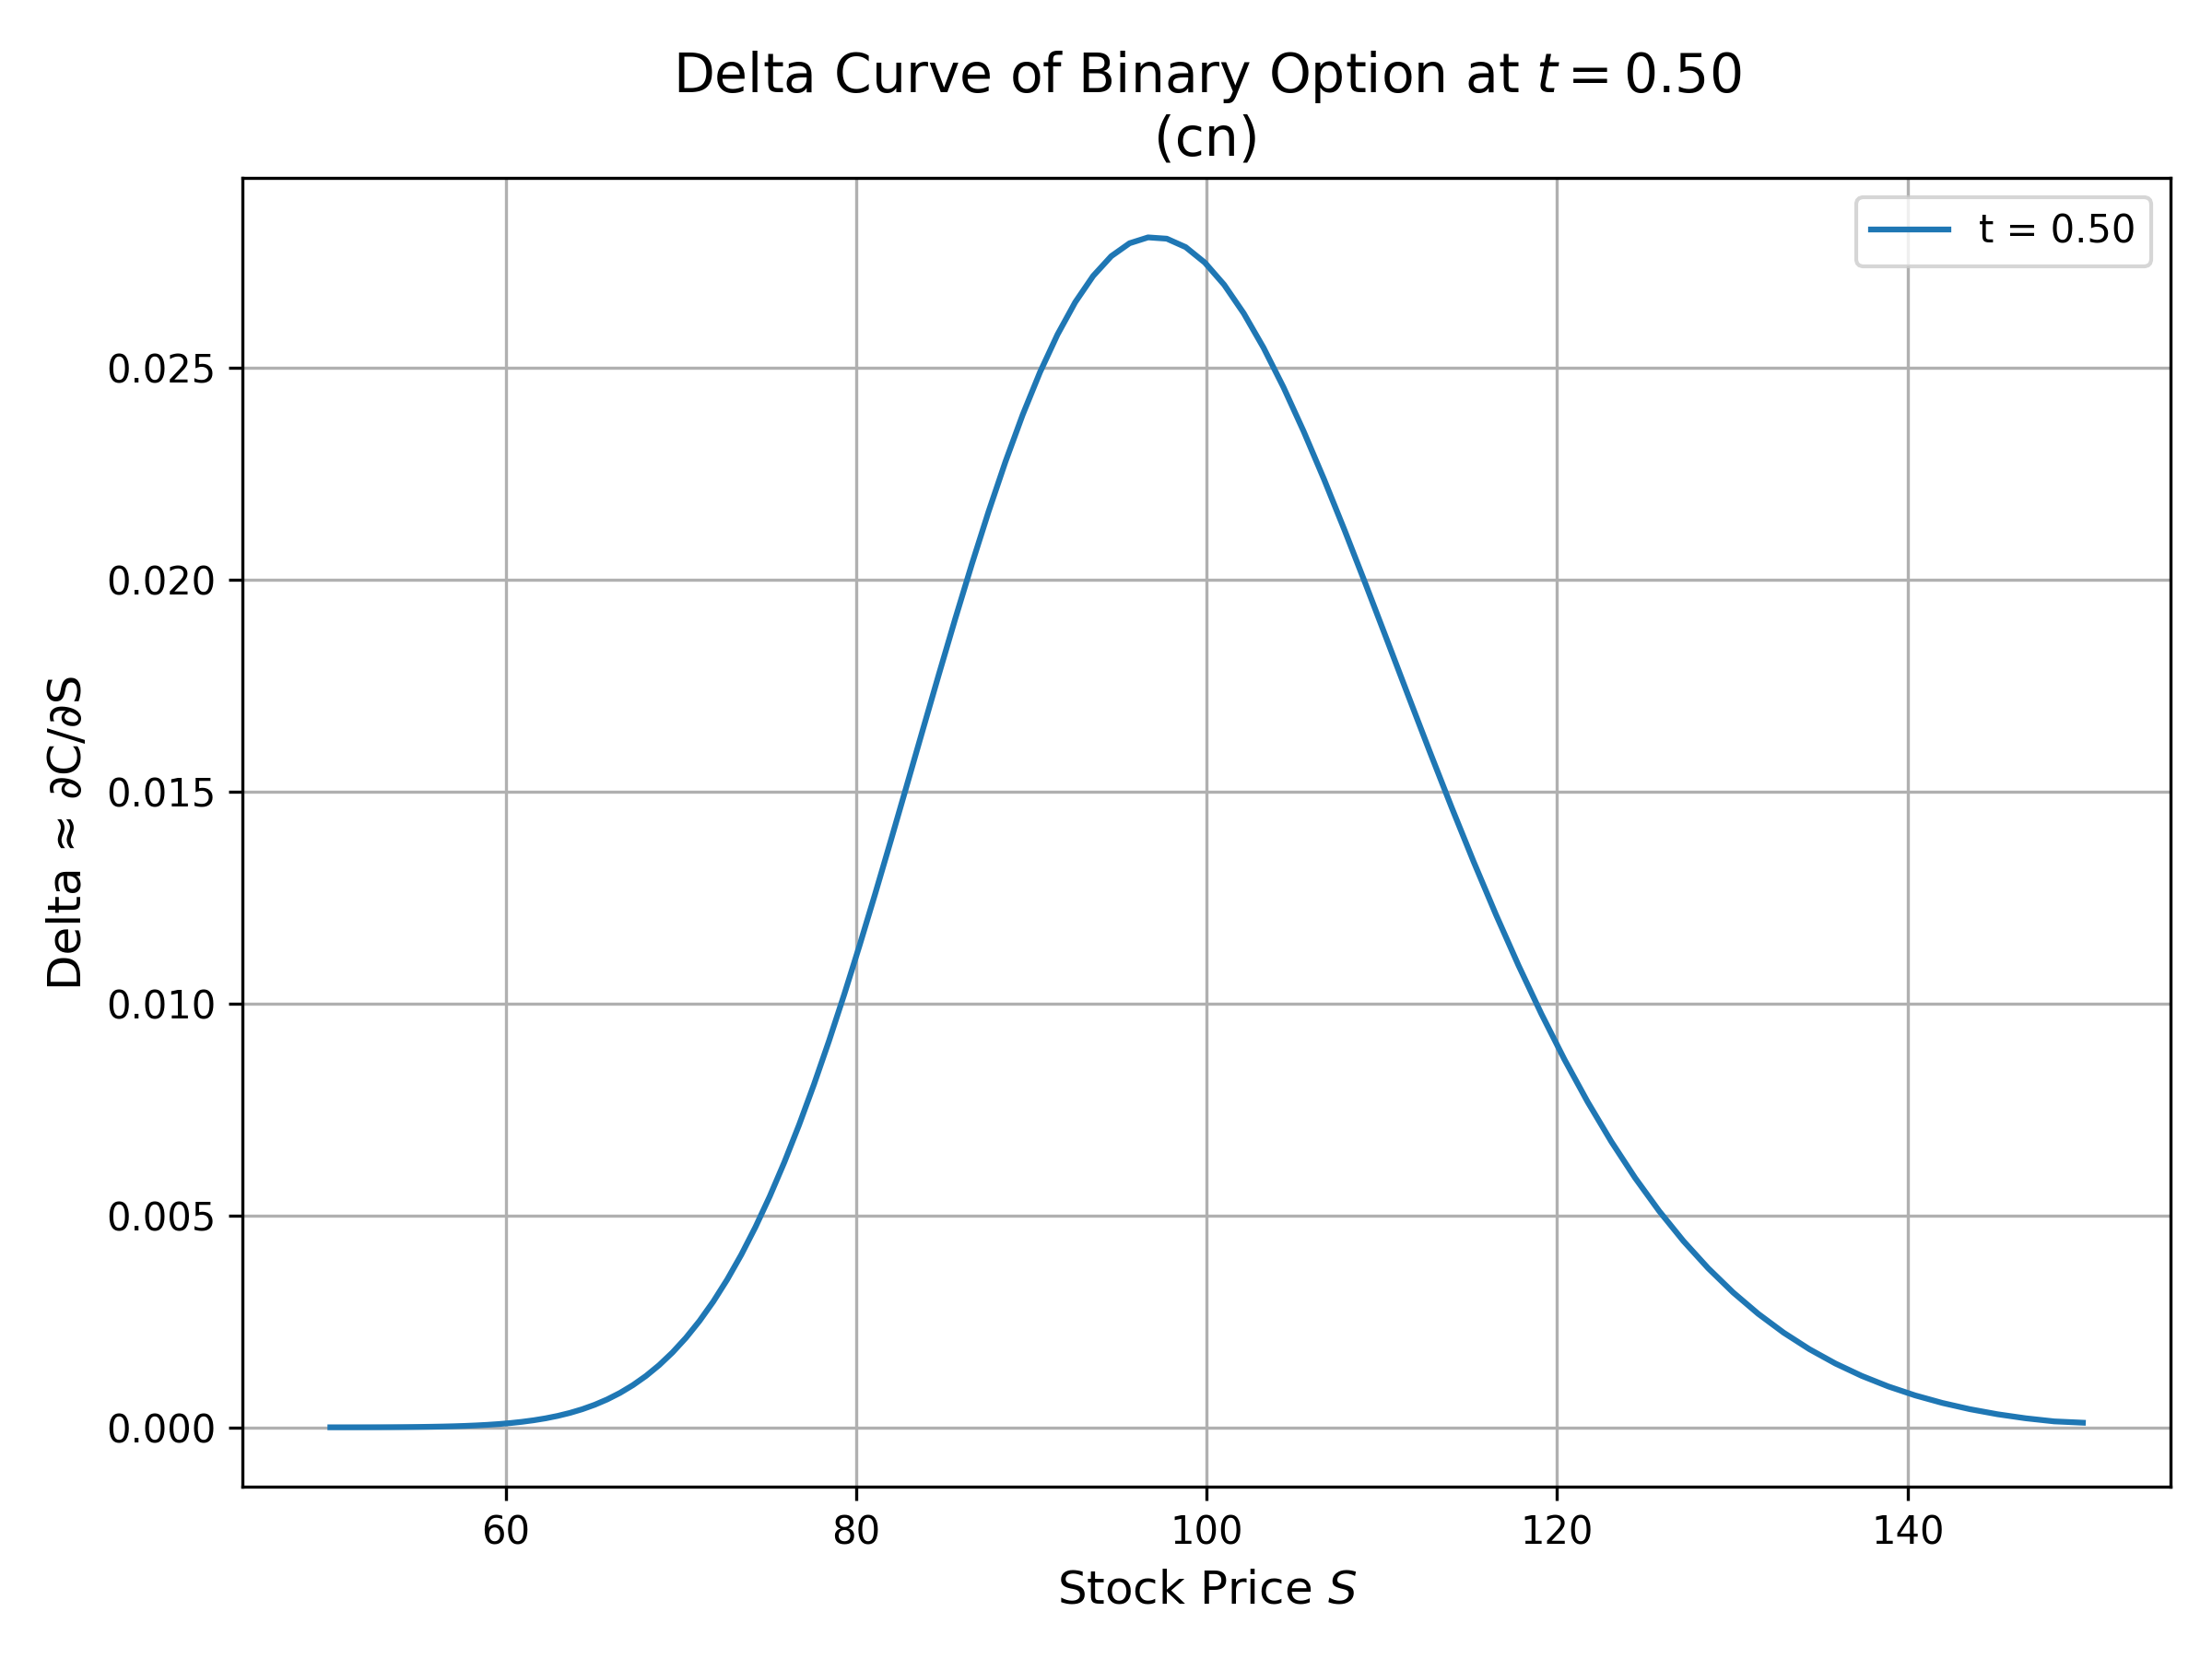 Delta Curve of Binary Option at t = 0.50
(cn)
t = 0.50
Delta ≈ ∂C/∂S
0.025
0.020
0.015
0.010
0.005
0.000
60 80 100 120 140
Stock Price S